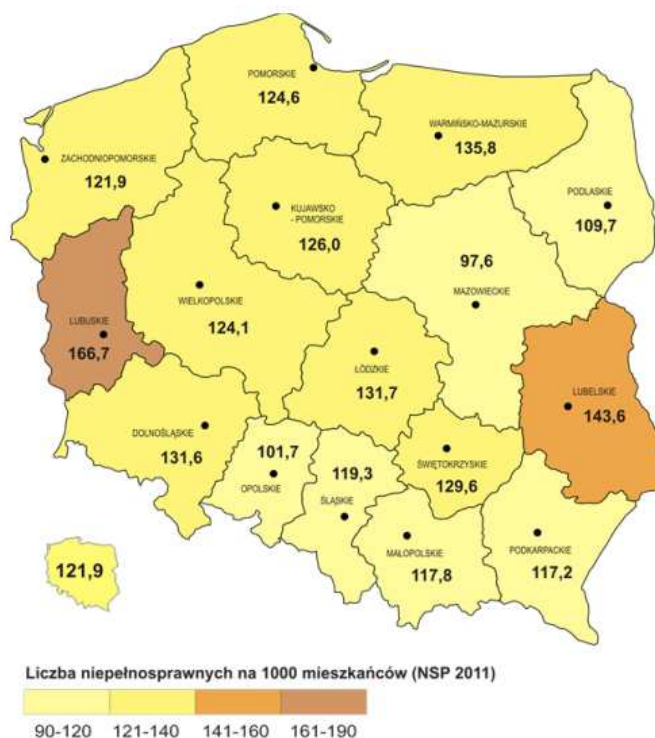 POMORSKIE
124,6
WARMIŃSKO-MAZURSKIE
135,8
ZACHODNIOPOMORSKIE
121,9
PODLASKIE
109,7
KUJAWSKO
- POMORSKIE
126,0
97,6
MAZOWIECKIE
WIELKOPOLSKIE
124,1
LUBUSKIE
166,7
ŁÓDZKIE
131,7
LUBELSKIE
143,6
DOLNOŚLĄSKIE
131,6
101,7
OPOLSKIE
119,3
ŚLĄSKIE
ŚWIĘTOKRZYSKIE
129,6
MAŁOPOLSKIE
117,8
PODKARPACKIE
117,2
121,9
Liczba niepełnosprawnych na 1000 mieszkańców (NSP 2011)
90-120 121-140 141-160 161-190